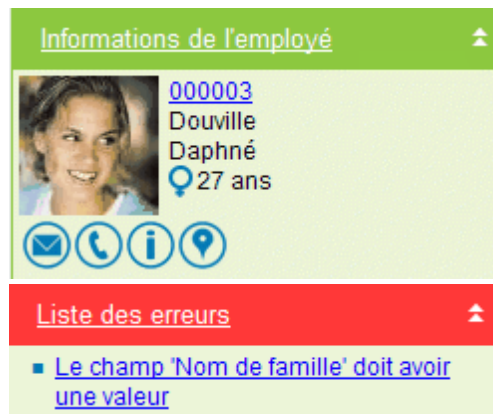 Informations de l'employé
000003
Douville
Daphné
27 ans
Liste des erreurs
Le champ 'Nom de famille' doit avoir
une valeur